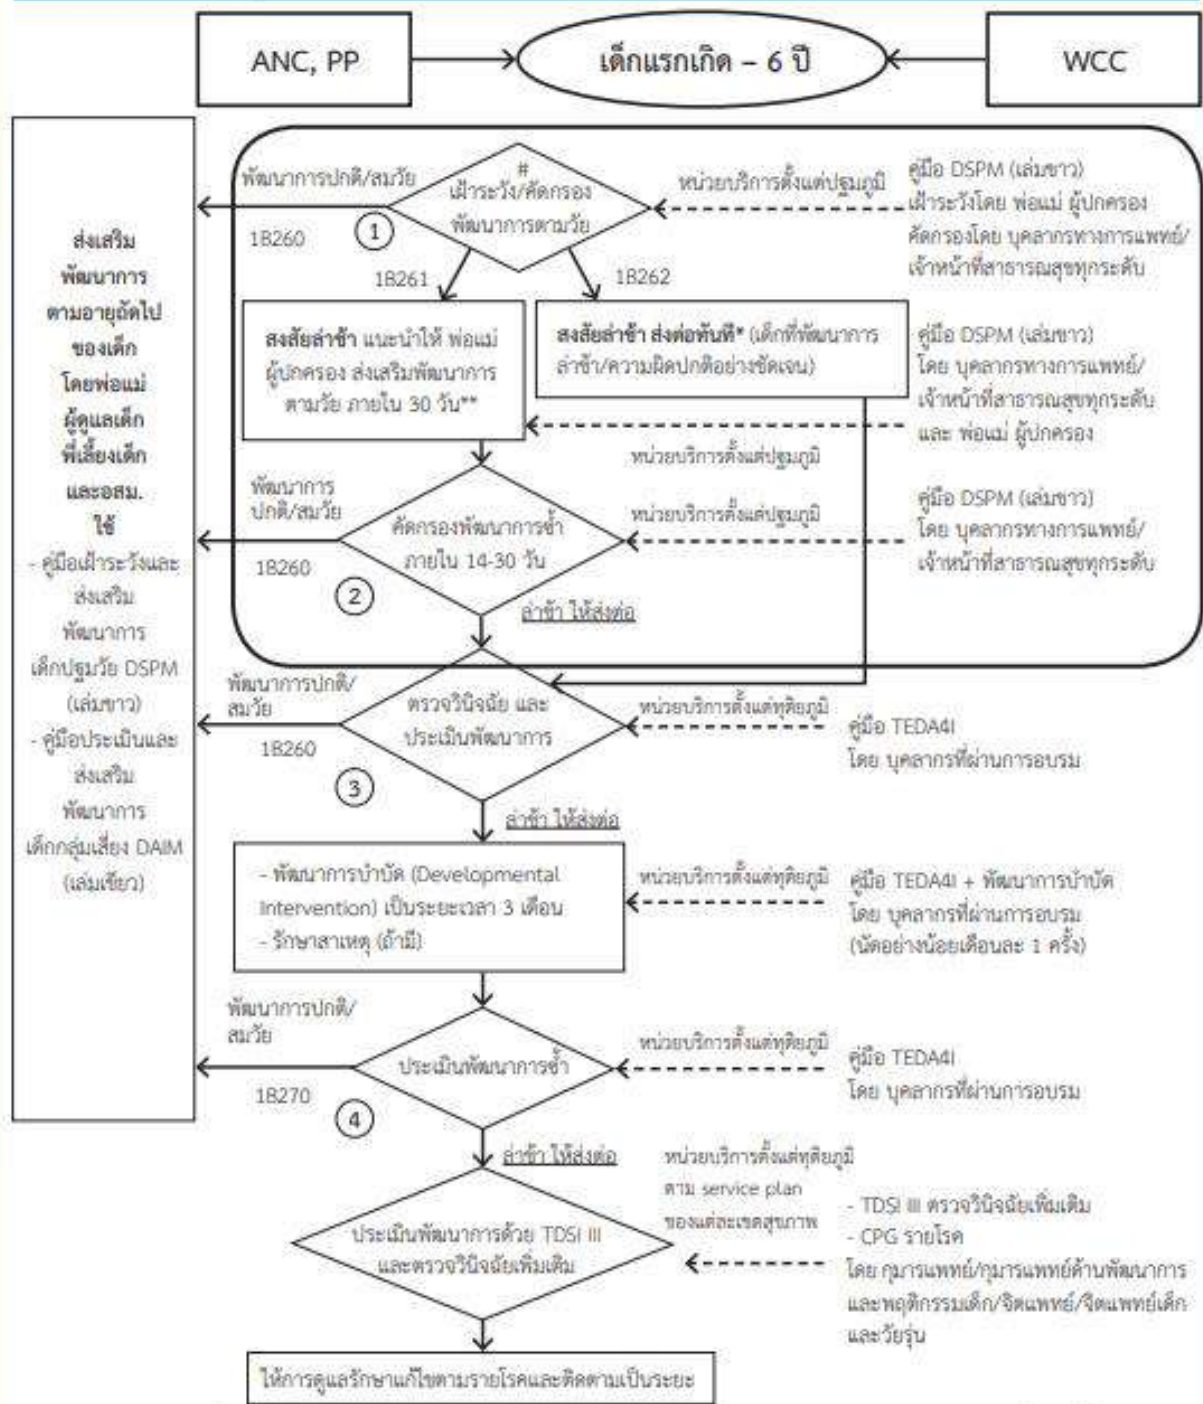 ANC, PP
เด็กแรกเกิด – 6 ปี
WCC
ส่งเสริม
พัฒนาการ
ตามอายุถัดไป
ของเด็ก
โดยพ่อแม่
ผู้ดูแลเด็ก
พี่เลี้ยงเด็ก
และอสม.
ใช้
- คู่มือเฝ้าระวังและ
ส่งเสริม
พัฒนาการ
เด็กปฐมวัย DSPM
(เล่มขาว)
- คู่มือประเมินและ
ส่งเสริม
พัฒนาการ
เด็กกลุ่มเสี่ยง DAIM
(เล่มเขียว)
พัฒนาการปกติ/สมวัย
1B260
1
#
เฝ้าระวัง/คัดกรอง
พัฒนาการตามวัย
หน่วยบริการตั้งแต่ปฐมภูมิ
คู่มือ DSPM (เล่มขาว)
เฝ้าระวังโดย พ่อแม่ ผู้ปกครอง
คัดกรองโดย บุคลากรทางการแพทย์/
เจ้าหน้าที่สาธารณสุขทุกระดับ
1B261
1B262
สงสัยล่าช้า แนะนำให้ พ่อแม่
ผู้ปกครอง ส่งเสริมพัฒนาการ
ตามวัย ภายใน 30 วัน**
สงสัยล่าช้า ส่งต่อทันที* (เด็กที่พัฒนาการ
ล่าช้า/ความผิดปกติอย่างชัดเจน)
คู่มือ DSPM (เล่มขาว)
โดย บุคลากรทางการแพทย์/
เจ้าหน้าที่สาธารณสุขทุกระดับ
และ พ่อแม่ ผู้ปกครอง
หน่วยบริการตั้งแต่ปฐมภูมิ
พัฒนาการ
ปกติ/สมวัย
1B260
2
คัดกรองพัฒนาการซ้ำ
ภายใน 14-30 วัน
หน่วยบริการตั้งแต่ปฐมภูมิ
คู่มือ DSPM (เล่มขาว)
โดย บุคลากรทางการแพทย์/
เจ้าหน้าที่สาธารณสุขทุกระดับ
ล่าช้า ให้ส่งต่อ
พัฒนาการปกติ/
สมวัย
1B260
3
ตรวจวินิจฉัย และ
ประเมินพัฒนาการ
หน่วยบริการตั้งแต่ทุติยภูมิ
คู่มือ TEDA4I
โดย บุคลากรที่ผ่านการอบรม
ล่าช้า ให้ส่งต่อ
- พัฒนาการบำบัด (Developmental
Intervention) เป็นระยะเวลา 3 เดือน
- รักษาสาเหตุ (ถ้ามี)
หน่วยบริการตั้งแต่ทุติยภูมิ
คู่มือ TEDA4I + พัฒนาการบำบัด
โดย บุคลากรที่ผ่านการอบรม
(นัดอย่างน้อยเดือนละ 1 ครั้ง)
พัฒนาการปกติ/
สมวัย
1B270
4
ประเมินพัฒนาการซ้ำ
หน่วยบริการตั้งแต่ทุติยภูมิ
คู่มือ TEDA4I
โดย บุคลากรที่ผ่านการอบรม
ล่าช้า ให้ส่งต่อ
หน่วยบริการตั้งแต่ทุติยภูมิ
ตาม service plan
ของแต่ละเขตสุขภาพ
ประเมินพัฒนาการด้วย TDSI III
และตรวจวินิจฉัยเพิ่มเติม
- TDSI III ตรวจวินิจฉัยเพิ่มเติม
- CPG รายโรค
โดย กุมารแพทย์/กุมารแพทย์ด้านพัฒนาการ
และพฤติกรรมเด็ก/จิตแพทย์/จิตแพทย์เด็ก
และวัยรุ่น
ให้การดูแลรักษาแก้ไขตามรายโรคและติดตามเป็นระยะ